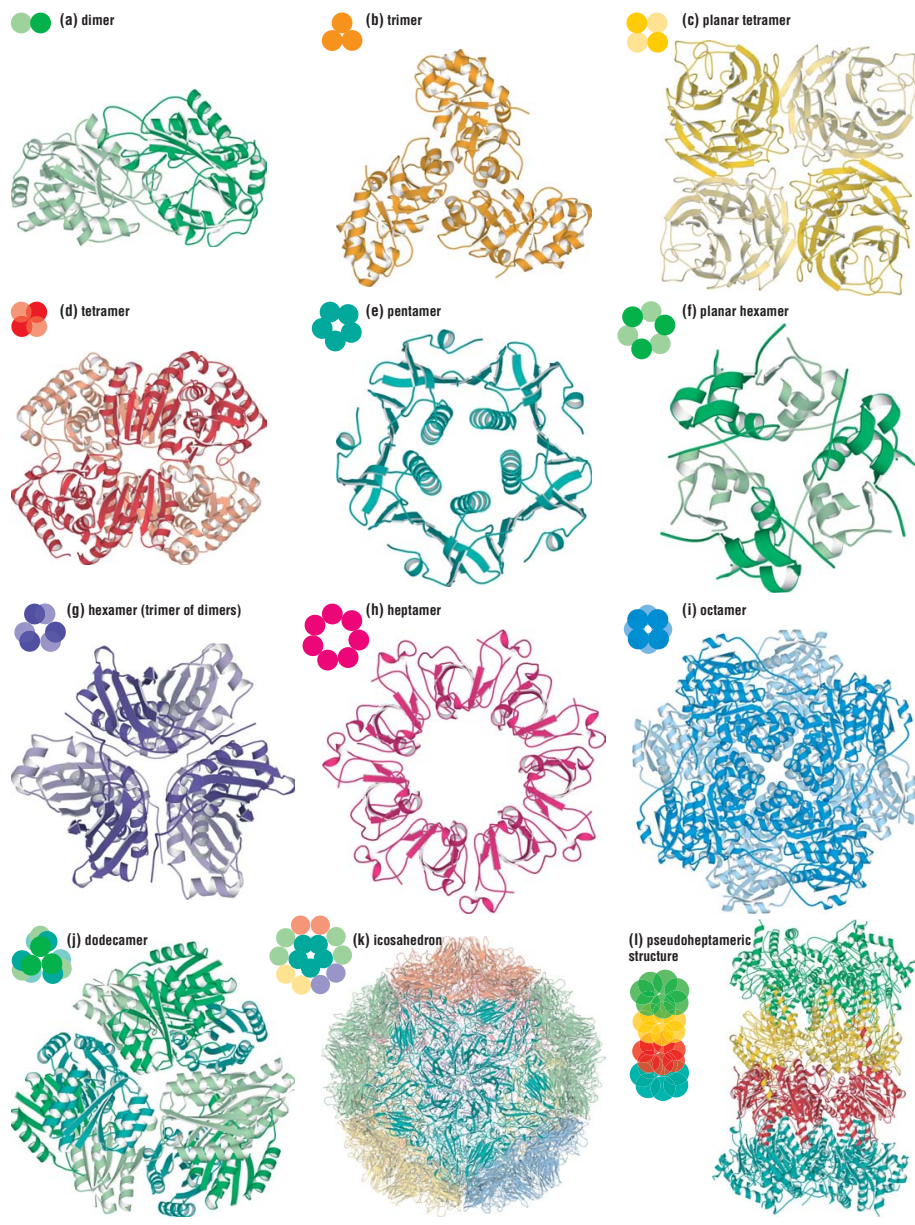 (a) dimer
(b) trimer
(c) planar tetramer
(d) tetramer
(e) pentamer
(f) planar hexamer
(g) hexamer (trimer of dimers)
(h) heptamer
(i) octamer
(j) dodecamer
(k) icosahedron
(l) pseudoheptameric
structure